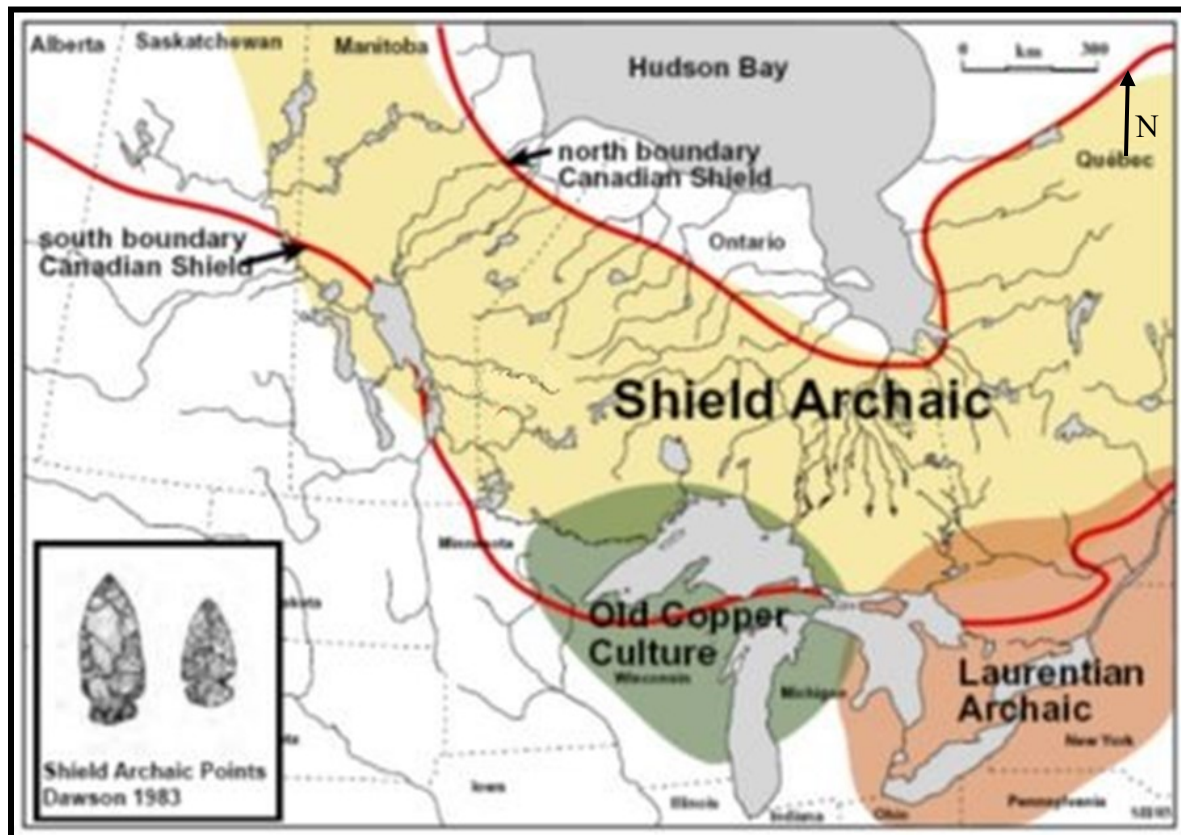 Alberta
Saskatchewan
Manitoba
Hudson Bay
0 km 300
N
Québec
north boundary
Canadian Shield
south boundary
Canadian Shield
Ontario
Shield Archaic
Minnesota
Old Copper
Culture
Wisconsin
Michigan
Laurentian
Archaic
New York
Iowa
Illinois
Indiana
Ohio
Pennsylvania
Shield Archaic Points
Dawson 1983